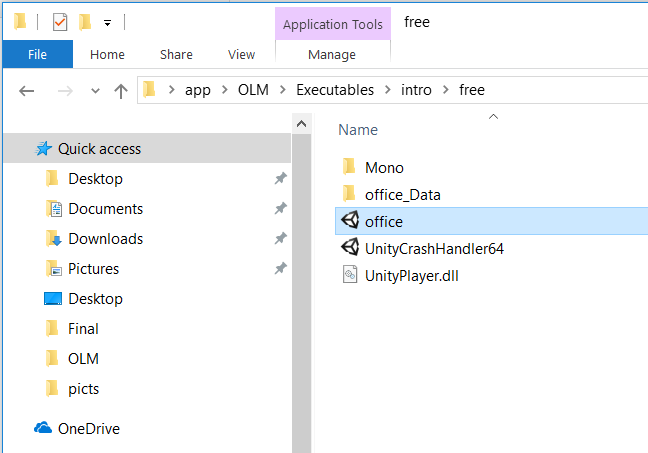 Application Tools free
File Home Share View Manage
app OLM Executables intro free
Quick access
Desktop
Documents
Downloads
Pictures
Desktop
Final
OLM
picts
OneDrive
Name
Mono
office_Data
office
UnityCrashHandler64
UnityPlayer.dll